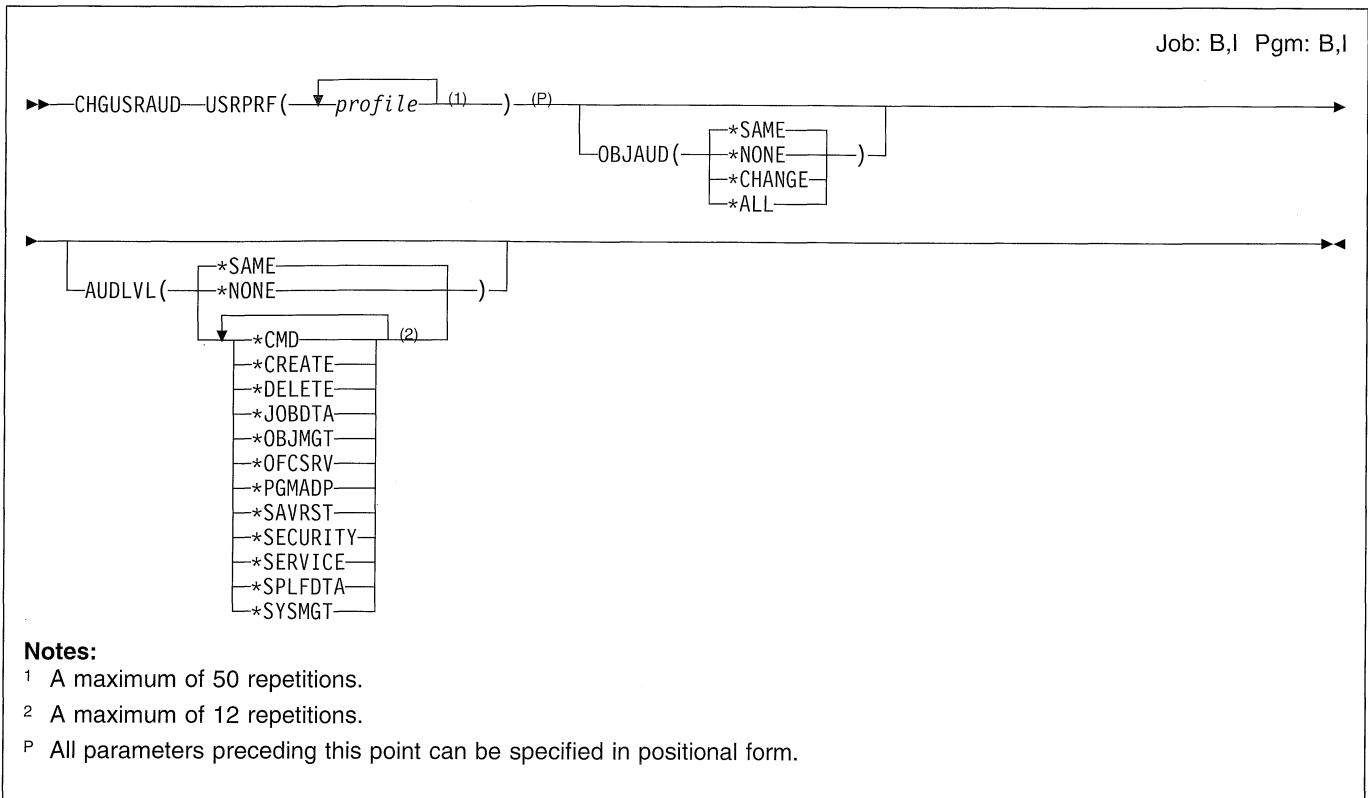 Job: B,I Pgm: B,I
CHGUSRAUD USRPRF( profile (1) ) (P)
OBJAUD( *SAME )
*NONE
*CHANGE
*ALL
AUDLVL( *SAME )
*NONE
*CMD (2)
*CREATE
*DELETE
*JOBDTA
*OBJMGT
*OFCSRV
*PGMADP
*SAVRST
*SECURITY
*SERVICE
*SPLFDTA
*SYSMGT
Notes:
1 A maximum of 50 repetitions.
2 A maximum of 12 repetitions.
P All parameters preceding this point can be specified in positional form.